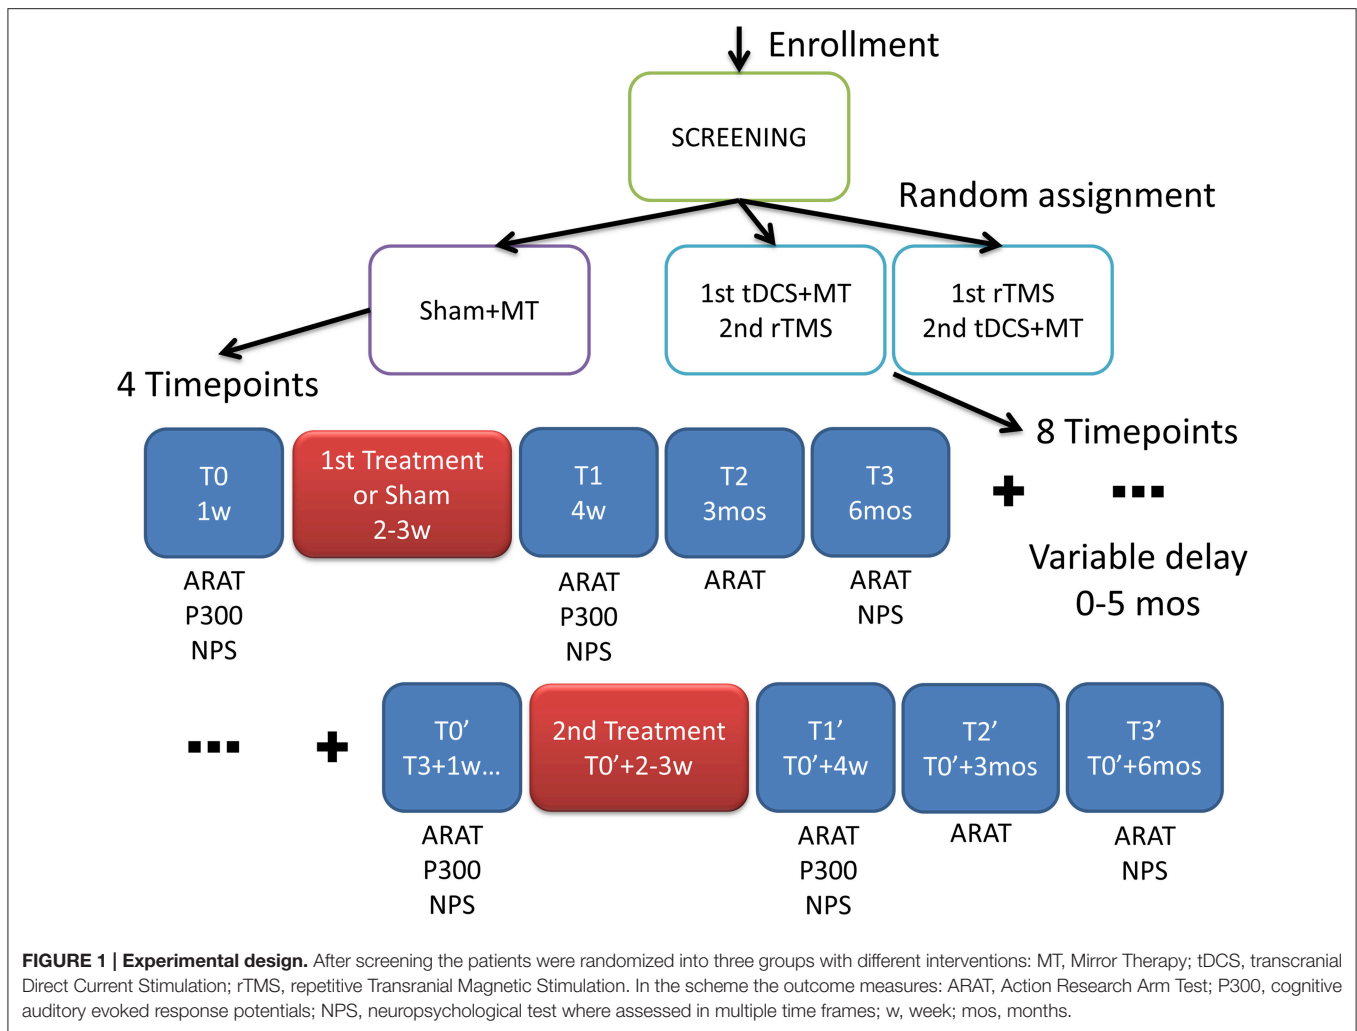 Enrollment
SCREENING
Random assignment
Sham+MT
1st tDCS+MT
2nd rTMS
1st rTMS
2nd tDCS+MT
4 Timepoints
8 Timepoints
T0
1w
1st Treatment
or Sham
2-3w
T1
4w
T2
3mos
T3
6mos
+ ...
ARAT
P300
NPS
ARAT
P300
NPS
ARAT
ARAT
NPS
Variable delay
0-5 mos
... +
T0’
T3+1w...
2nd Treatment
T0’+2-3w
T1’
T0’+4w
T2’
T0’+3mos
T3’
T0’+6mos
ARAT
P300
NPS
ARAT
P300
NPS
ARAT
ARAT
NPS
FIGURE 1 | Experimental design. After screening the patients were randomized into three groups with different interventions: MT, Mirror Therapy; tDCS, transcranial
Direct Current Stimulation; rTMS, repetitive Transranial Magnetic Stimulation. In the scheme the outcome measures: ARAT, Action Research Arm Test; P300, cognitive
auditory evoked response potentials; NPS, neuropsychological test where assessed in multiple time frames; w, week; mos, months.